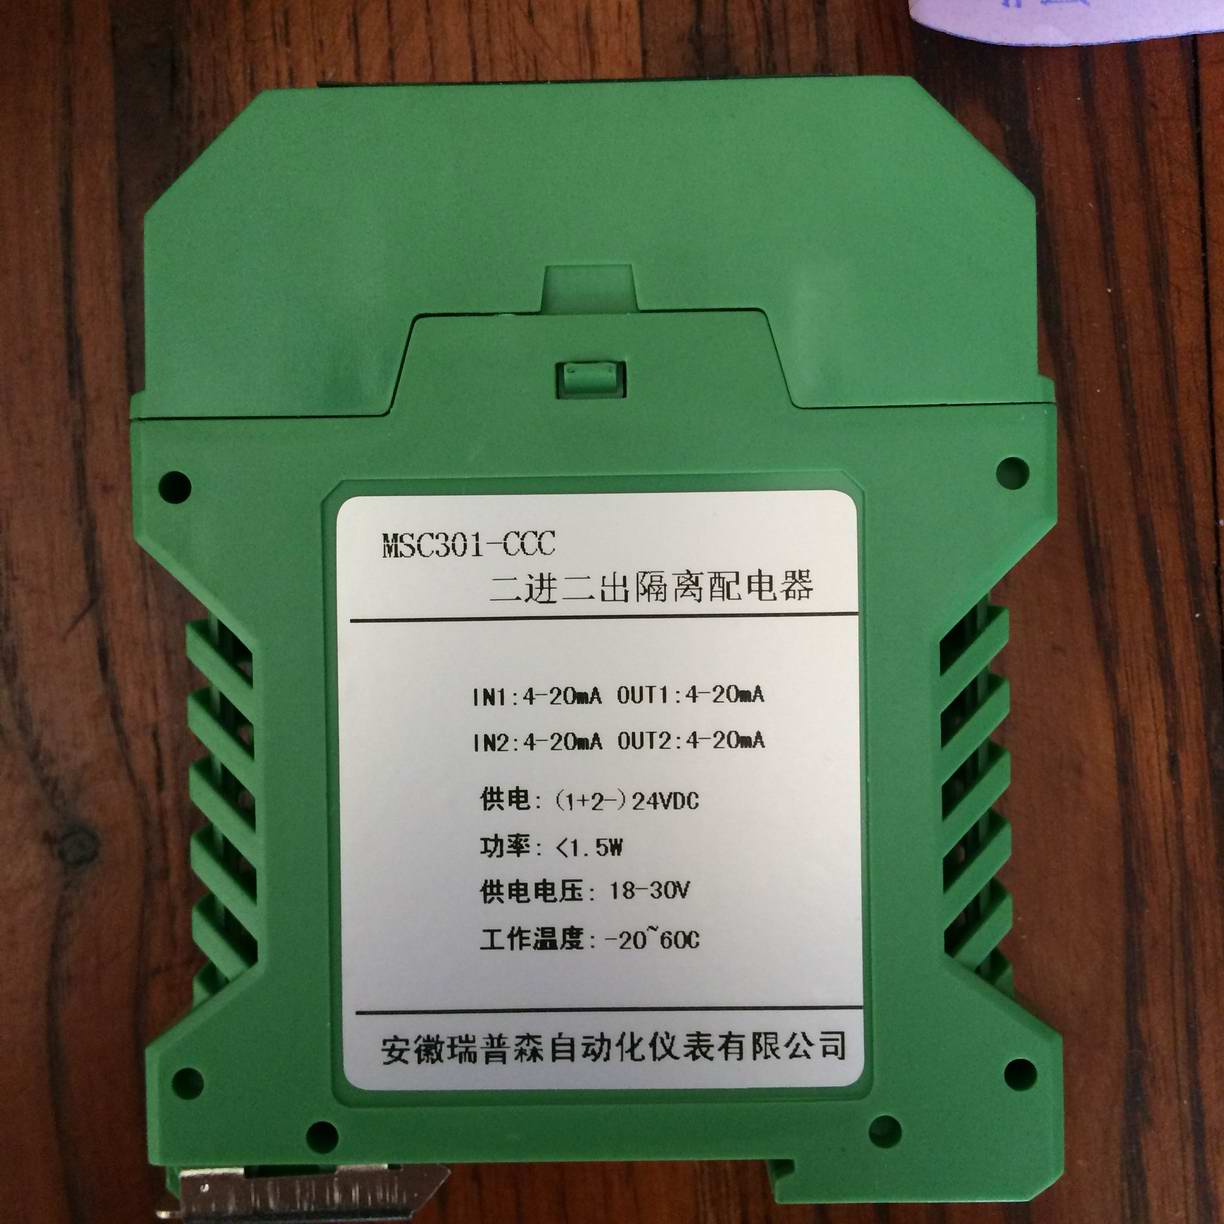 MSC301-CCC
二进二出隔离配电器
IN1:4-20mA OUT1:4-20mA
IN2:4-20mA OUT2:4-20mA
供电: (1+2-)24VDC
功率: <1.5W
供电电压: 18-30V
工作温度: -20~60C
安徽瑞普森自动化仪表有限公司